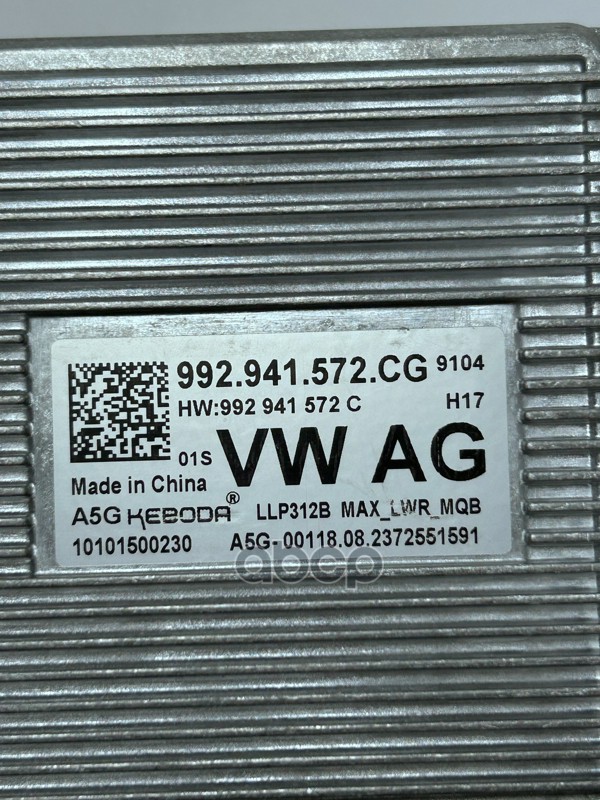 992.941.572.CG 9104
HW:992 941 572 C H17
01S VW AG
Made in China
A5G KEBODA® LLP312B MAX_LWR_MQB
10101500230 A5G-00118.08.2372551591
abcp